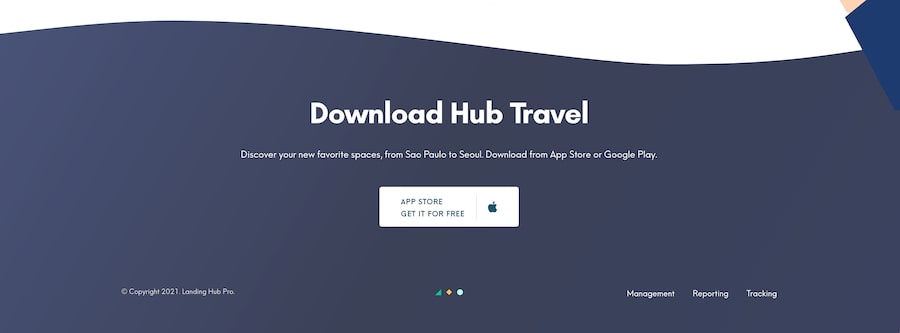 Download Hub Travel
Discover your new favorite spaces, from Sao Paulo to Seoul. Download from App Store or Google Play.
APP STORE
GET IT FOR FREE
© Copyright 2021. Landing Hub Pro.
Management Reporting Tracking